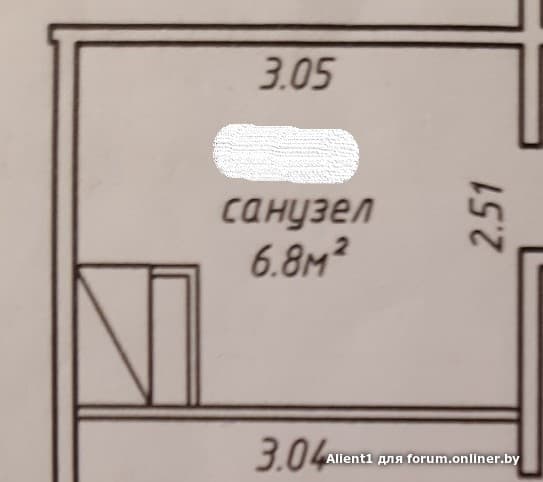 3.05
санузел
6.8м²
2.51
3.04
Alient1 для forum.onliner.by